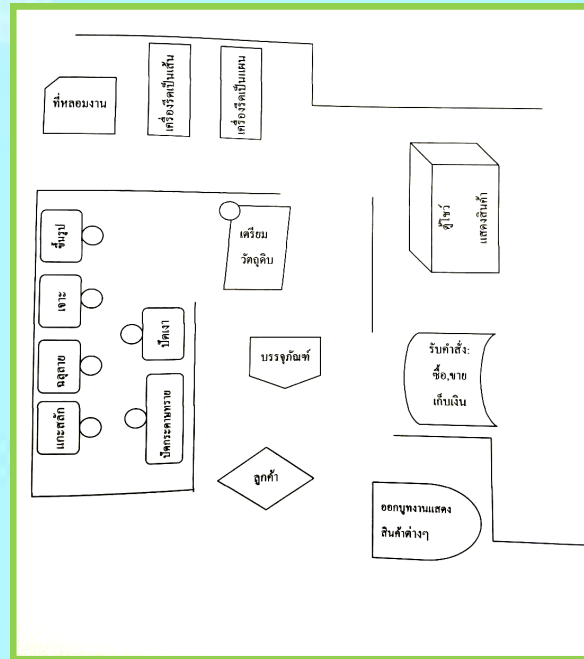 ที่หลอมงาน
เครื่องรีดเป็นเส้น
เครื่องรีดเป็นแผน
ตู้โชว์
แสดงสินค้า
ขึ้นรูป
เจาะ
ฉลุลาย
แกะสลัก
ปัดเงา
ปัดกระดาษทราย
เตรียม
วัตถุดิบ
บรรจุภัณฑ์
รับคำสั่ง:
ซื้อ,ขาย
เก็บเงิน
ลูกค้า
ออกบูทงานแสดง
สินค้าต่างๆ